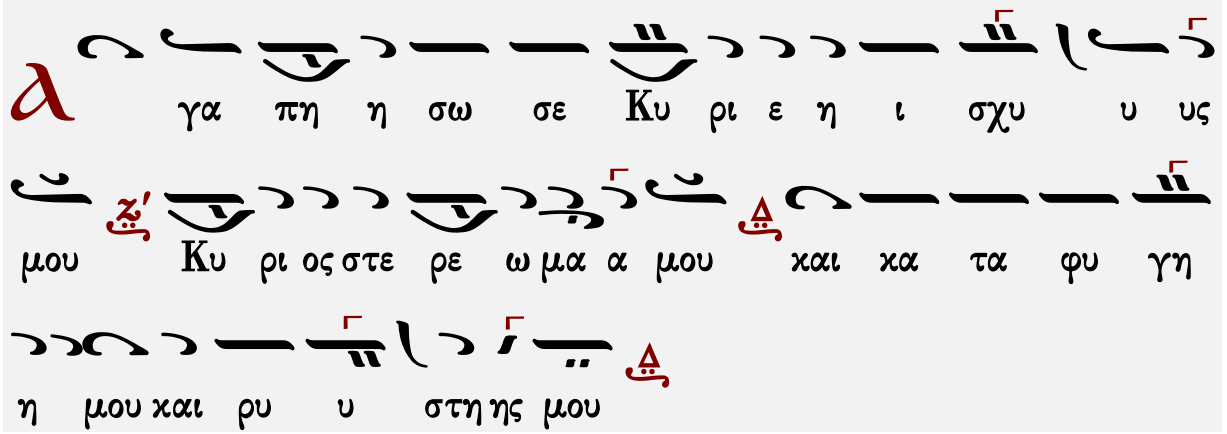 α γα πη η σω σε Κυ ρι ε η ι σχυ υ υς
μου ζ′ Κυ ρι ος στε ρε ω μα α μου Δ και κα τα φυ γη
η μου και ρυ υ στη ης μου Δ